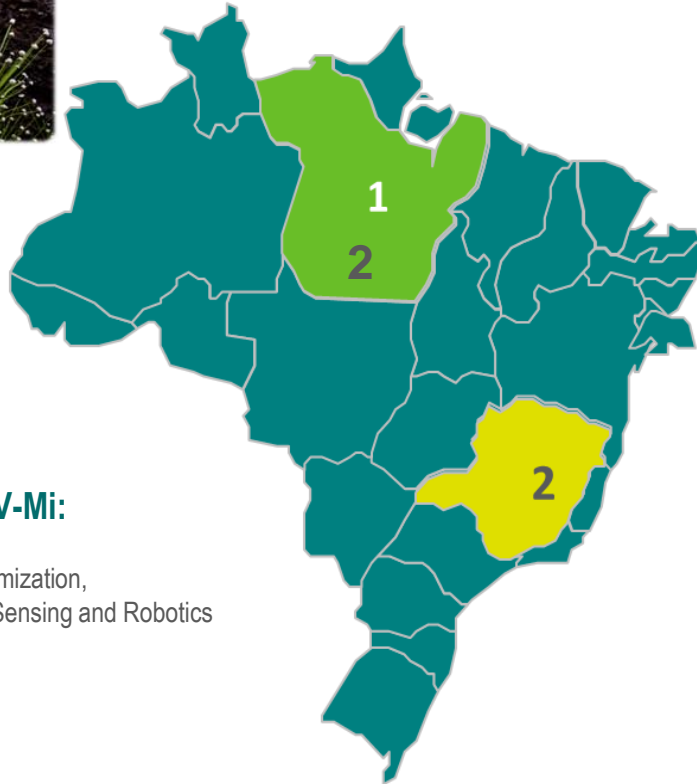 1
2
2
V-Mi:
mization,
Sensing and Robotics